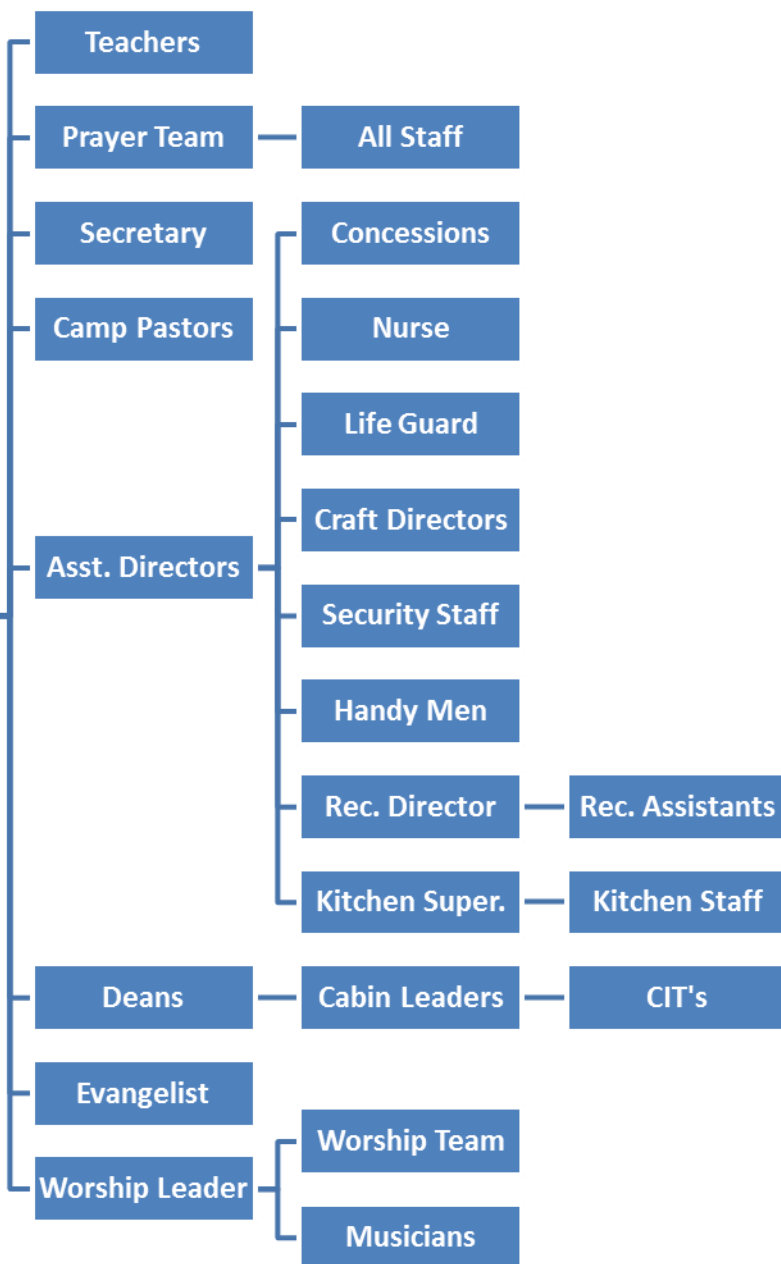 Teachers
Prayer Team
All Staff
Secretary
Concessions
Camp Pastors
Nurse
Life Guard
Craft Directors
Asst. Directors
Security Staff
Handy Men
Rec. Director
Rec. Assistants
Kitchen Super.
Kitchen Staff
Deans
Cabin Leaders
CIT's
Evangelist
Worship Team
Worship Leader
Musicians